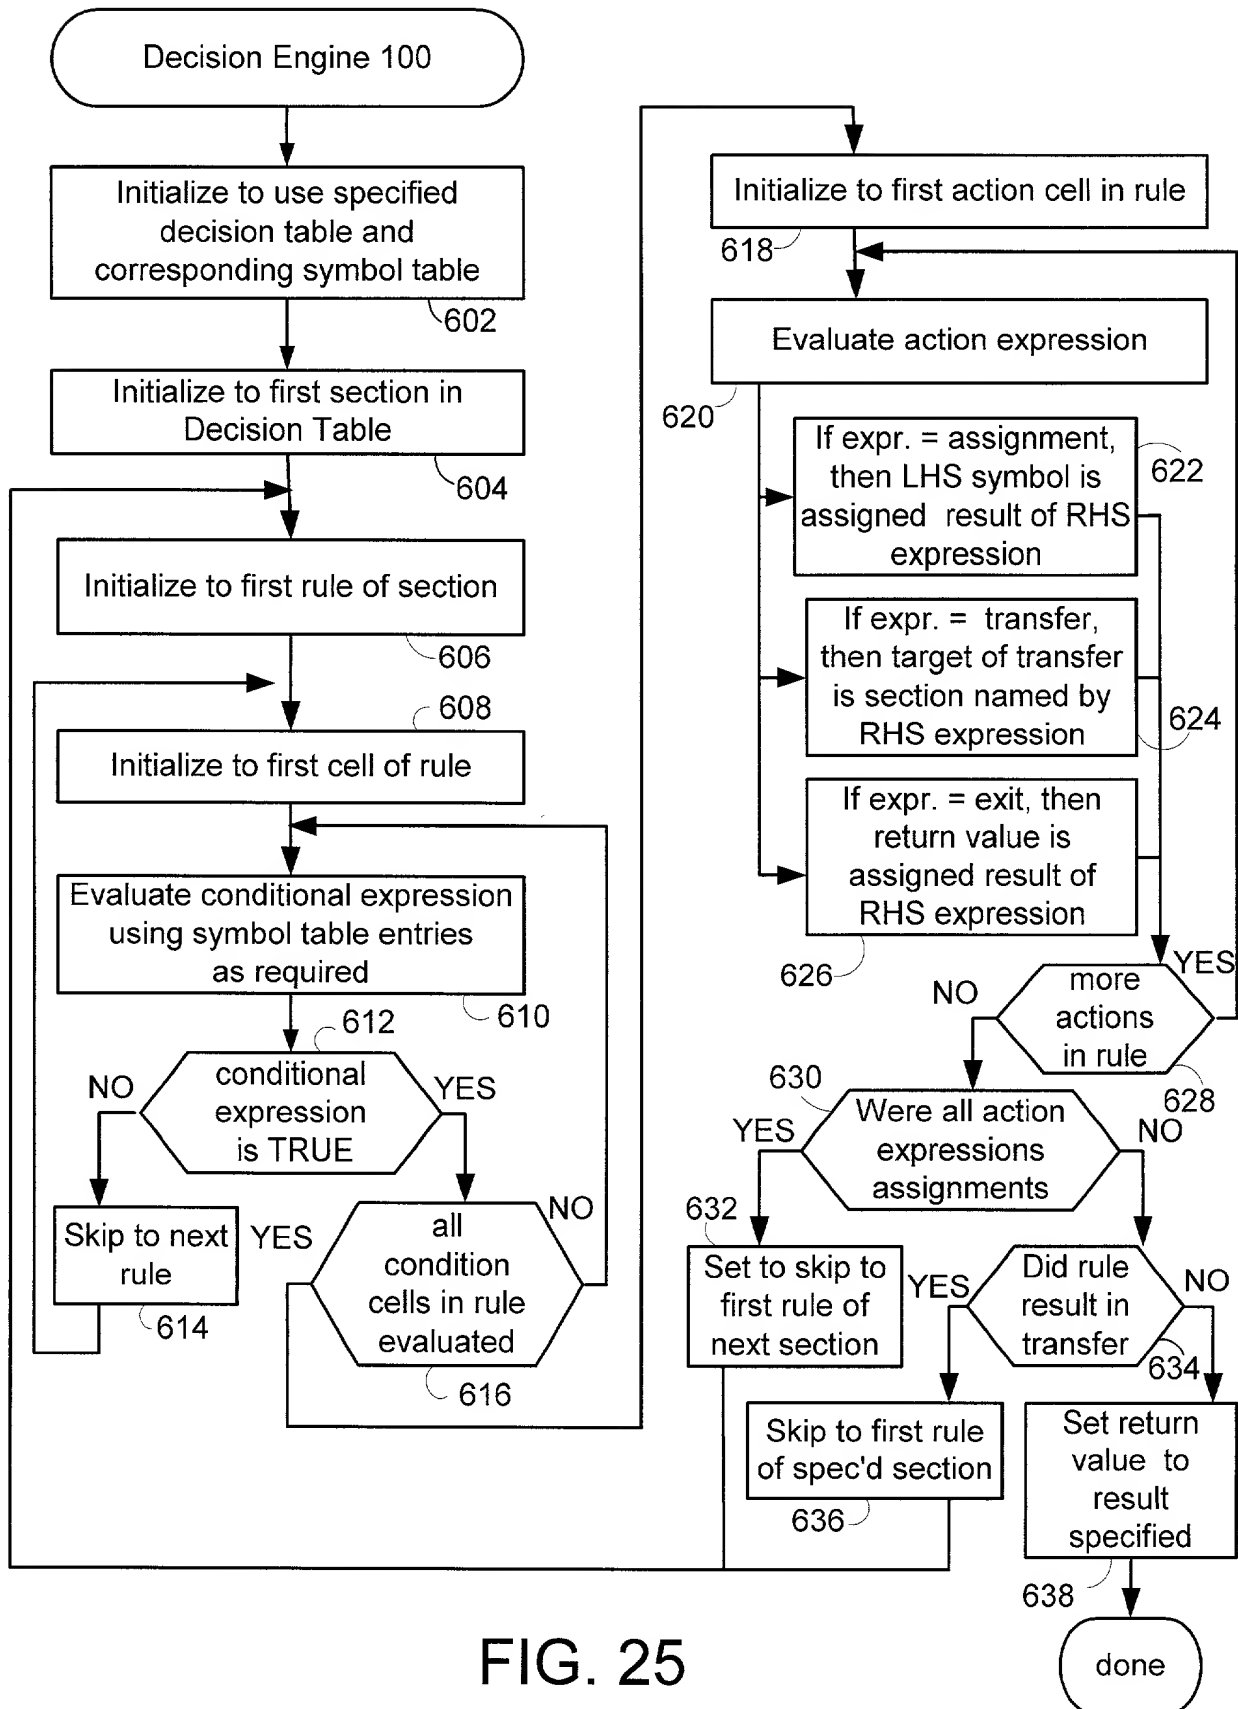 Decision Engine 100
Initialize to use specified
decision table and
corresponding symbol table
602
Initialize to first section in
Decision Table
604
Initialize to first rule of section
606
608
Initialize to first cell of rule
Evaluate conditional expression
using symbol table entries
as required
610
612
conditional
expression
is TRUE
NO
YES
Skip to next
rule
614
YES
NO
all
condition
cells in rule
evaluated
616
Initialize to first action cell in rule
618
Evaluate action expression
620
If expr. = assignment,
then LHS symbol is
assigned result of RHS
expression
622
If expr. = transfer,
then target of transfer
is section named by
RHS expression
624
If expr. = exit, then
return value is
assigned result of
RHS expression
626
YES
NO
more
actions
in rule
628
630
Were all action
expressions
assignments
YES
NO
632
Set to skip to
first rule of
next section
YES
NO
Did rule
result in
transfer
634
Skip to first rule
of spec'd section
636
Set return
value to
result
specified
638
done
FIG. 25